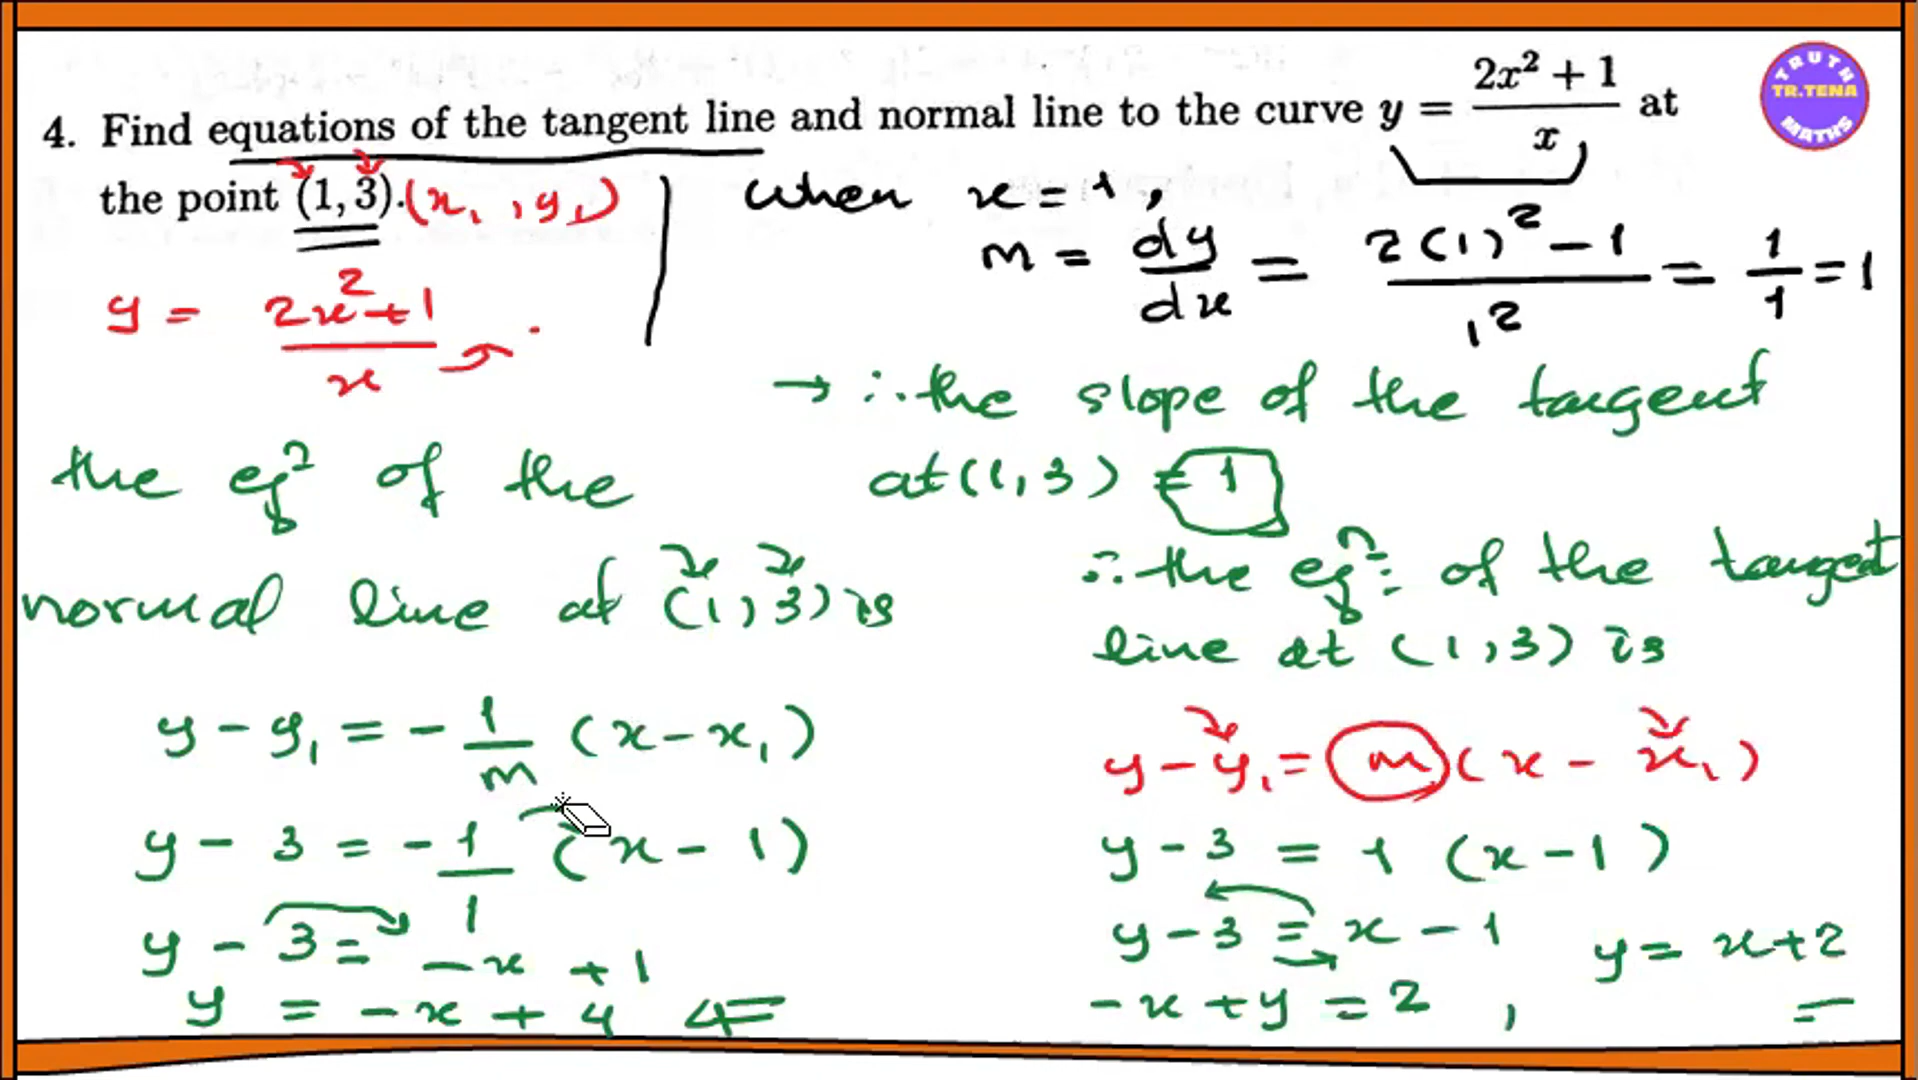 4. Find equations of the tangent line and normal line to the curve y = (2x² + 1)/x at
the point (1, 3). (x₁, y₁)
y = (2x² + 1)/x
when x = 1,
m = dy/dx = (2(1)² − 1)/1² = 1/1 = 1
→ ∴ the slope of the tangent
at (1, 3) = 1
∴ the eqⁿ of the tangent
line at (1, 3) is
y − y₁ = m(x − x₁)
y − 3 = 1 (x − 1)
y − 3 = x − 1
−x + y = 2, y = x + 2
the eqⁿ of the
normal line at (1, 3) is
y − y₁ = −1/m (x − x₁)
y − 3 = −1/1 (x − 1)
y − 3 = −x + 1
y = −x + 4
TRUTH
TR.TENA
MATHS